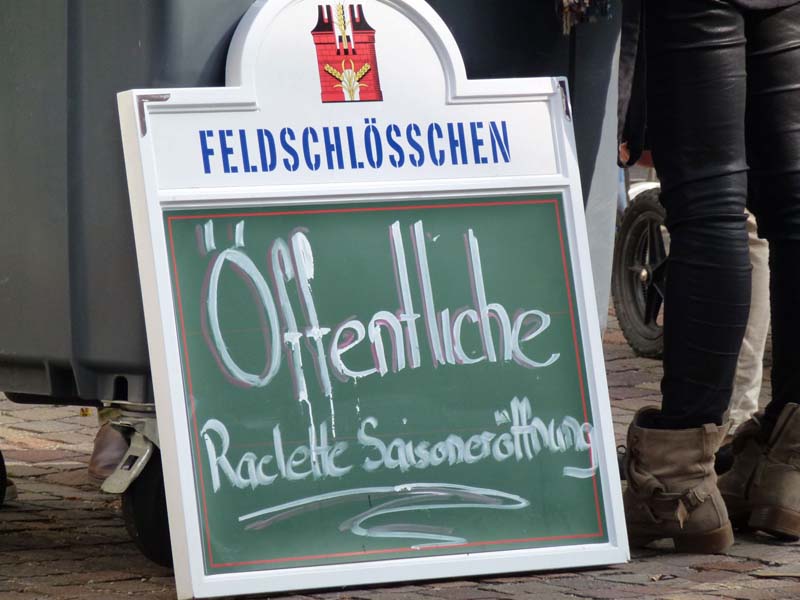 FELDSCHLÖSSCHEN
Öffentliche
Raclette Saisoneröffnung